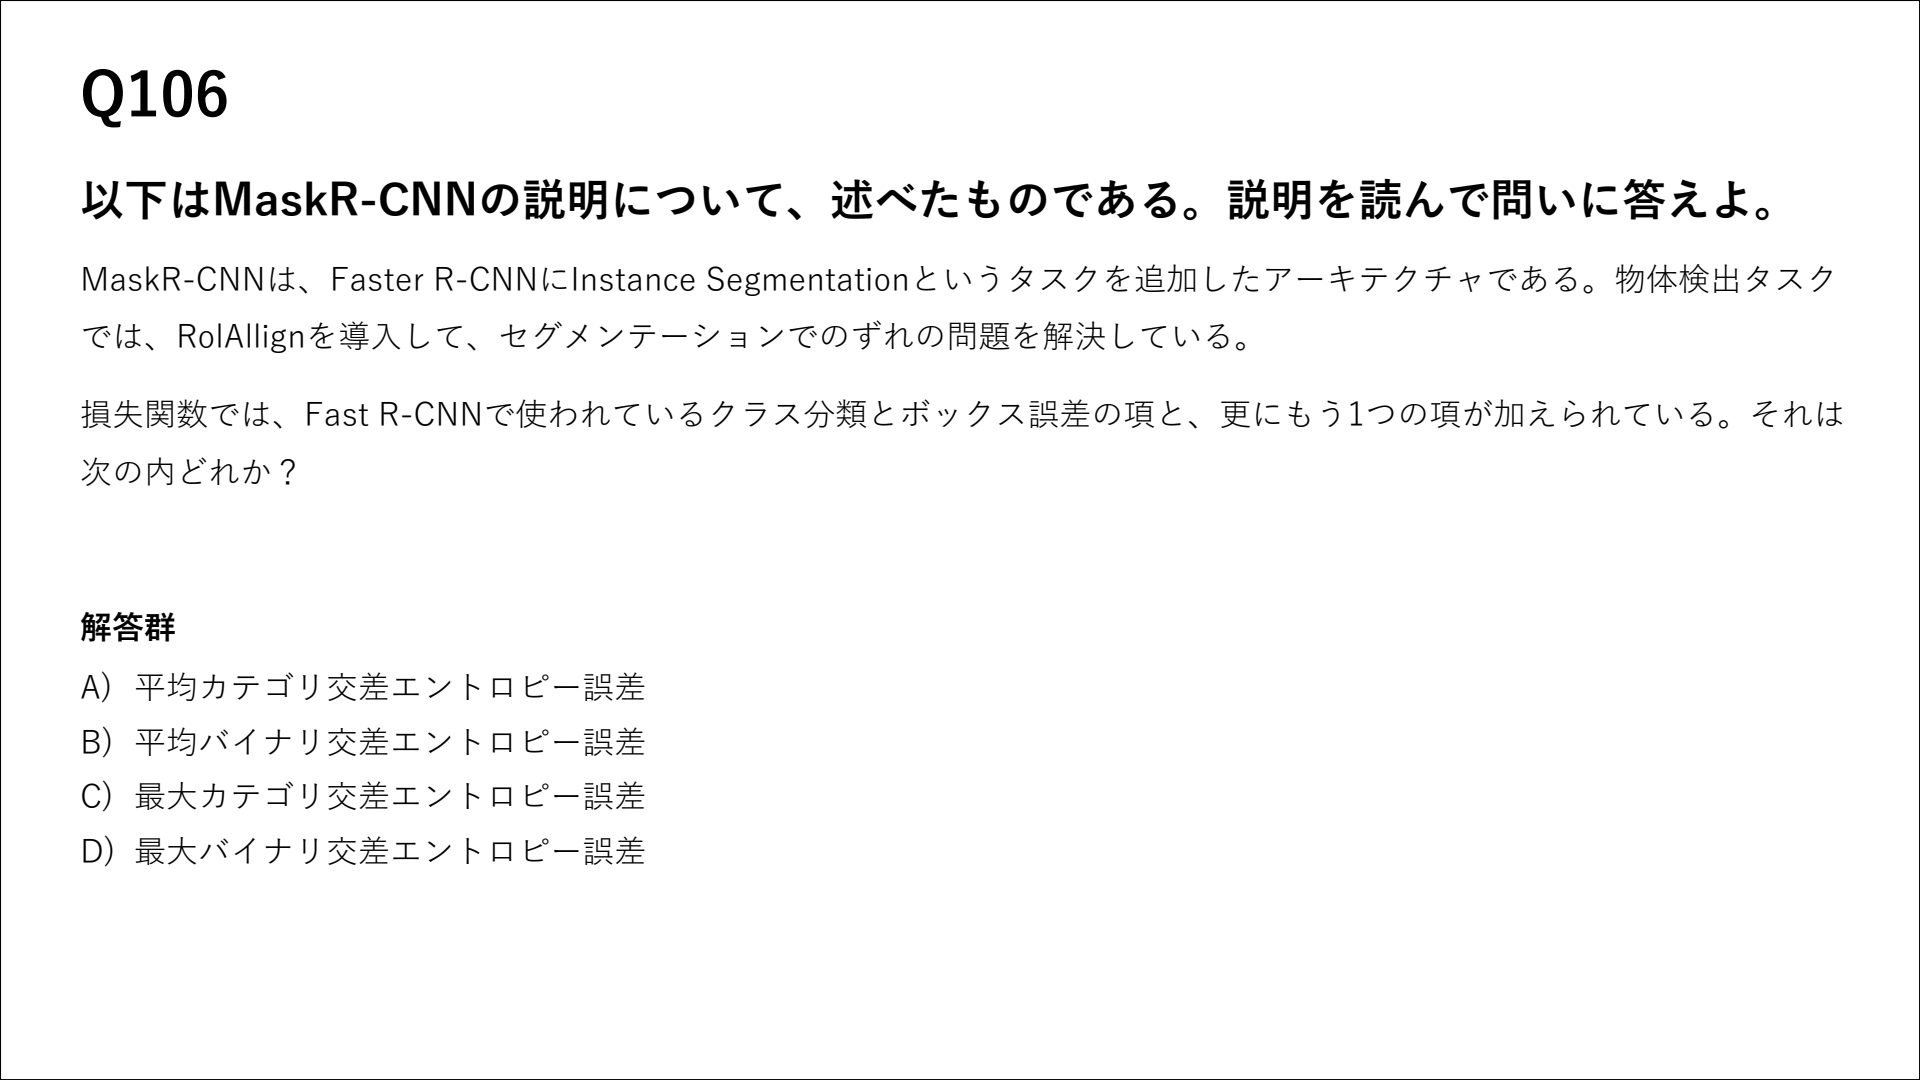 Q106
以下はMaskR-CNNの説明について、述べたものである。説明を読んで問いに答えよ。
MaskR-CNNは、Faster R-CNNにInstance Segmentationというタスクを追加したアーキテクチャである。物体検出タスク
では、RoIAllignを導入して、セグメンテーションでのずれの問題を解決している。
損失関数では、Fast R-CNNで使われているクラス分類とボックス誤差の項と、更にもう1つの項が加えられている。それは
次の内どれか？
解答群
A）平均カテゴリ交差エントロピー誤差
B）平均バイナリ交差エントロピー誤差
C）最大カテゴリ交差エントロピー誤差
D）最大バイナリ交差エントロピー誤差